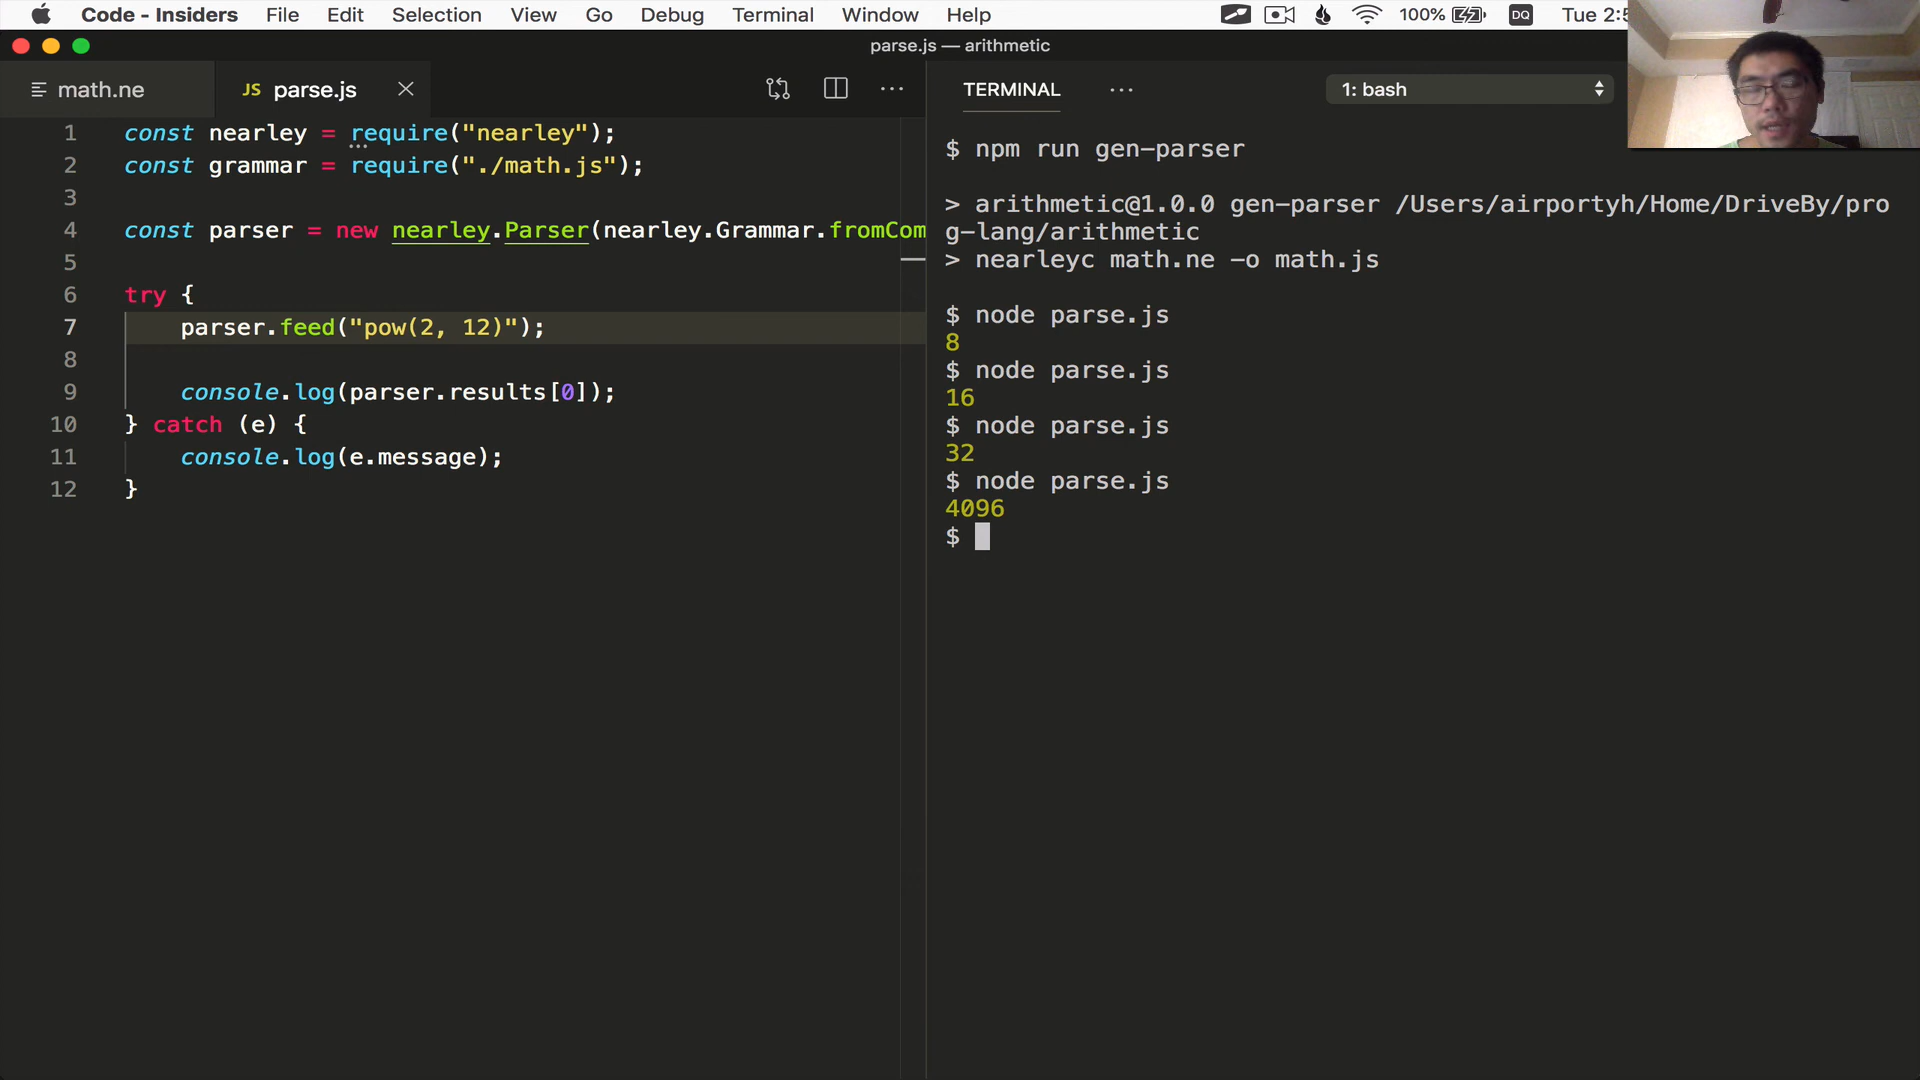 Code - Insiders File Edit Selection View Go Debug Terminal Window Help 100% DQ Tue 2:5
parse.js — arithmetic
math.ne JS parse.js
1 const nearley = require("nearley");
2 const grammar = require("./math.js");
3
4 const parser = new nearley.Parser(nearley.Grammar.fromCom
5
6 try {
7 parser.feed("pow(2, 12)");
8
9 console.log(parser.results[0]);
10 } catch (e) {
11 console.log(e.message);
12 }
TERMINAL ··· 1: bash
$ npm run gen-parser
> arithmetic@1.0.0 gen-parser /Users/airportyh/Home/DriveBy/pro
g-lang/arithmetic
> nearleyc math.ne -o math.js
$ node parse.js
8
$ node parse.js
16
$ node parse.js
32
$ node parse.js
4096
$